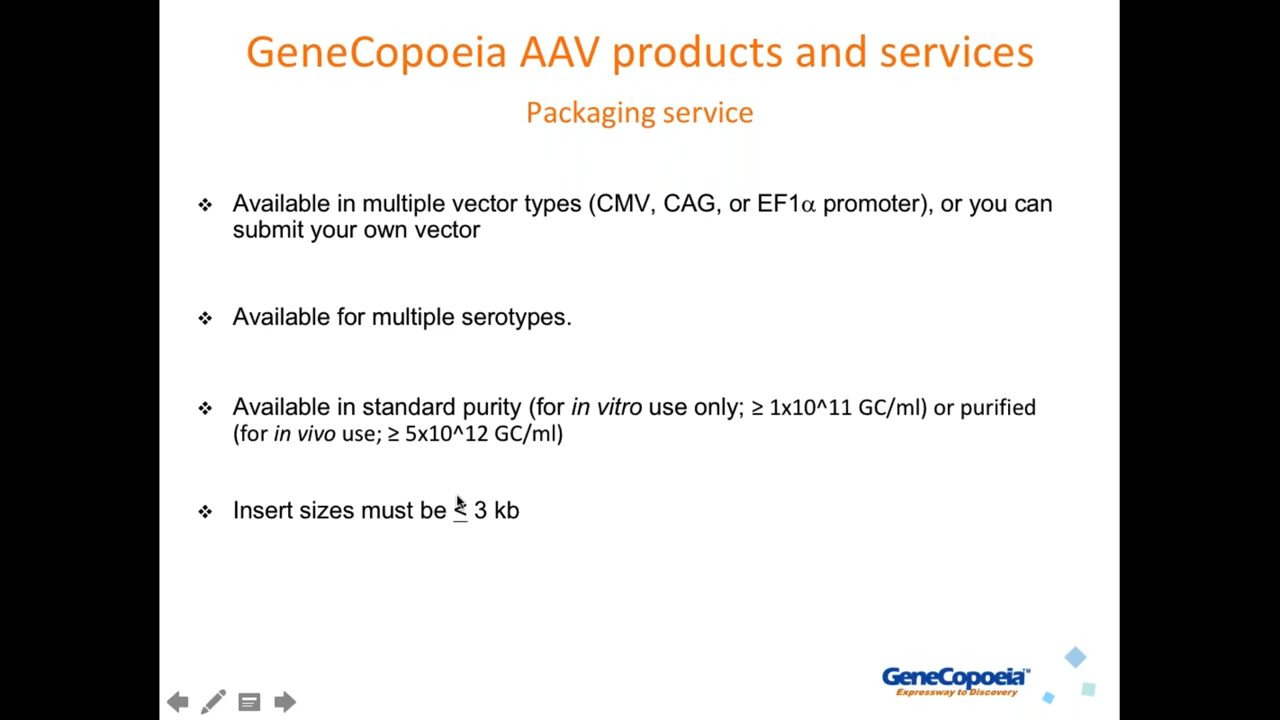 GeneCopoeia AAV products and services
Packaging service
❖ Available in multiple vector types (CMV, CAG, or EF1α promoter), or you can
submit your own vector
❖ Available for multiple serotypes.
❖ Available in standard purity (for in vitro use only; ≥ 1x10^11 GC/ml) or purified
(for in vivo use; ≥ 5x10^12 GC/ml)
❖ Insert sizes must be ≤ 3 kb
GeneCopoeia™
Expressway to Discovery